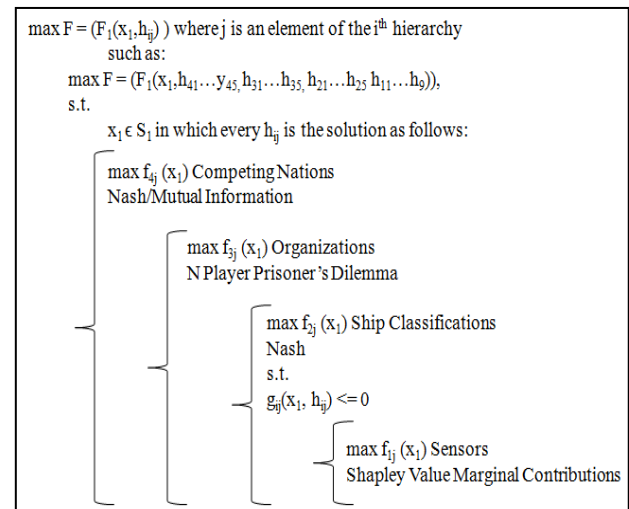 max F = (F₁(x₁,hᵢⱼ) ) where j is an element of the iᵗʰ hierarchy
such as:
max F = (F₁(x₁,h₄₁…y₄₅, h₃₁…h₃₅, h₂₁…h₂₅ h₁₁…h₉)),
s.t.
x₁ ϵ S₁ in which every hᵢⱼ is the solution as follows:
max f₄ⱼ (x₁) Competing Nations
Nash/Mutual Information
max f₃ⱼ (x₁) Organizations
N Player Prisoner's Dilemma
max f₂ⱼ (x₁) Ship Classifications
Nash
s.t.
gᵢⱼ(x₁, hᵢⱼ) <= 0
max f₁ⱼ (x₁) Sensors
Shapley Value Marginal Contributions